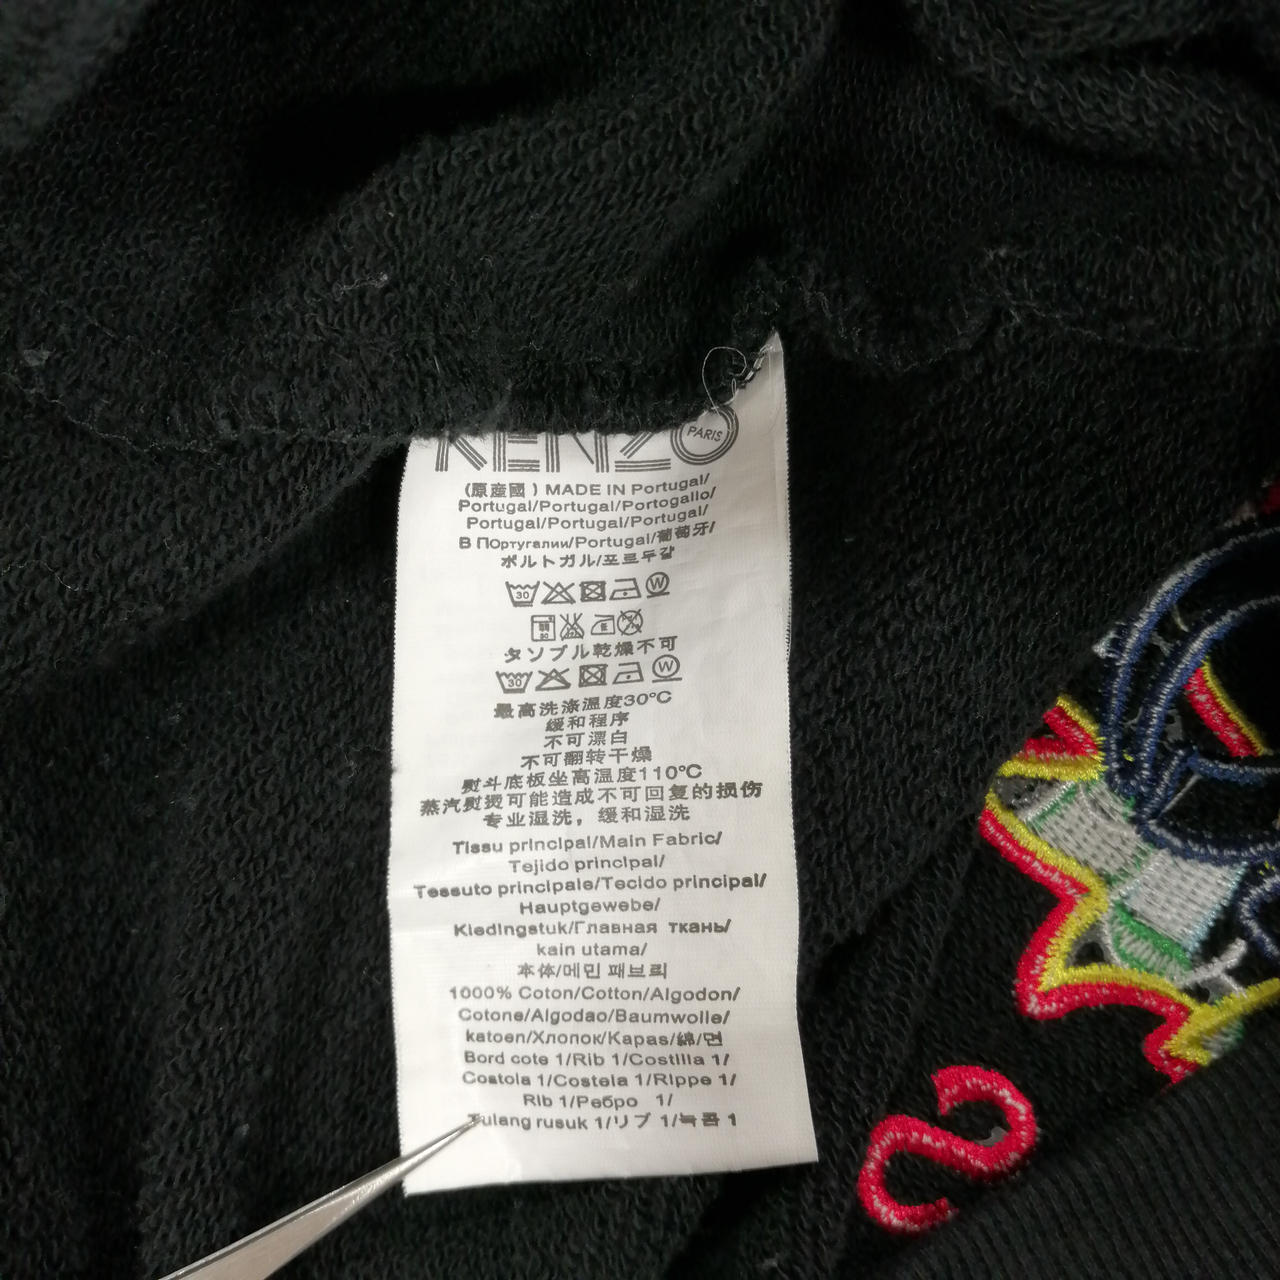 KENZO
PARIS
(原産國) MADE IN Portugal/
Portugal/Portugal/Portogallo/
Portugal/Portugal/Portugal/
В Португалии/Portugal/葡萄牙/
ポルトガル/포르투갈
30 W
タンブル乾燥不可
30 W
最高洗涤温度30°C
缓和程序
不可漂白
不可翻转干燥
熨斗底板坐高温度110°C
蒸汽熨烫可能造成不可回复的损伤
专业湿洗，缓和湿洗
Tissu principal/Main Fabric/
Tejido principal/
Tessuto principale/Tecido principal/
Hauptgewebe/
Kledingstuk/Главная ткань/
kain utama/
本体/메인 패브릭
1000% Coton/Cotton/Algodon/
Cotone/Algodao/Baumwolle/
katoen/Хлопок/Kapas/綿/면
Bord cote 1/Rib 1/Costilla 1/
Costola 1/Costela 1/Rippe 1/
Rib 1/Ребро 1/
Tulang rusuk 1/リブ 1/늑골 1
S